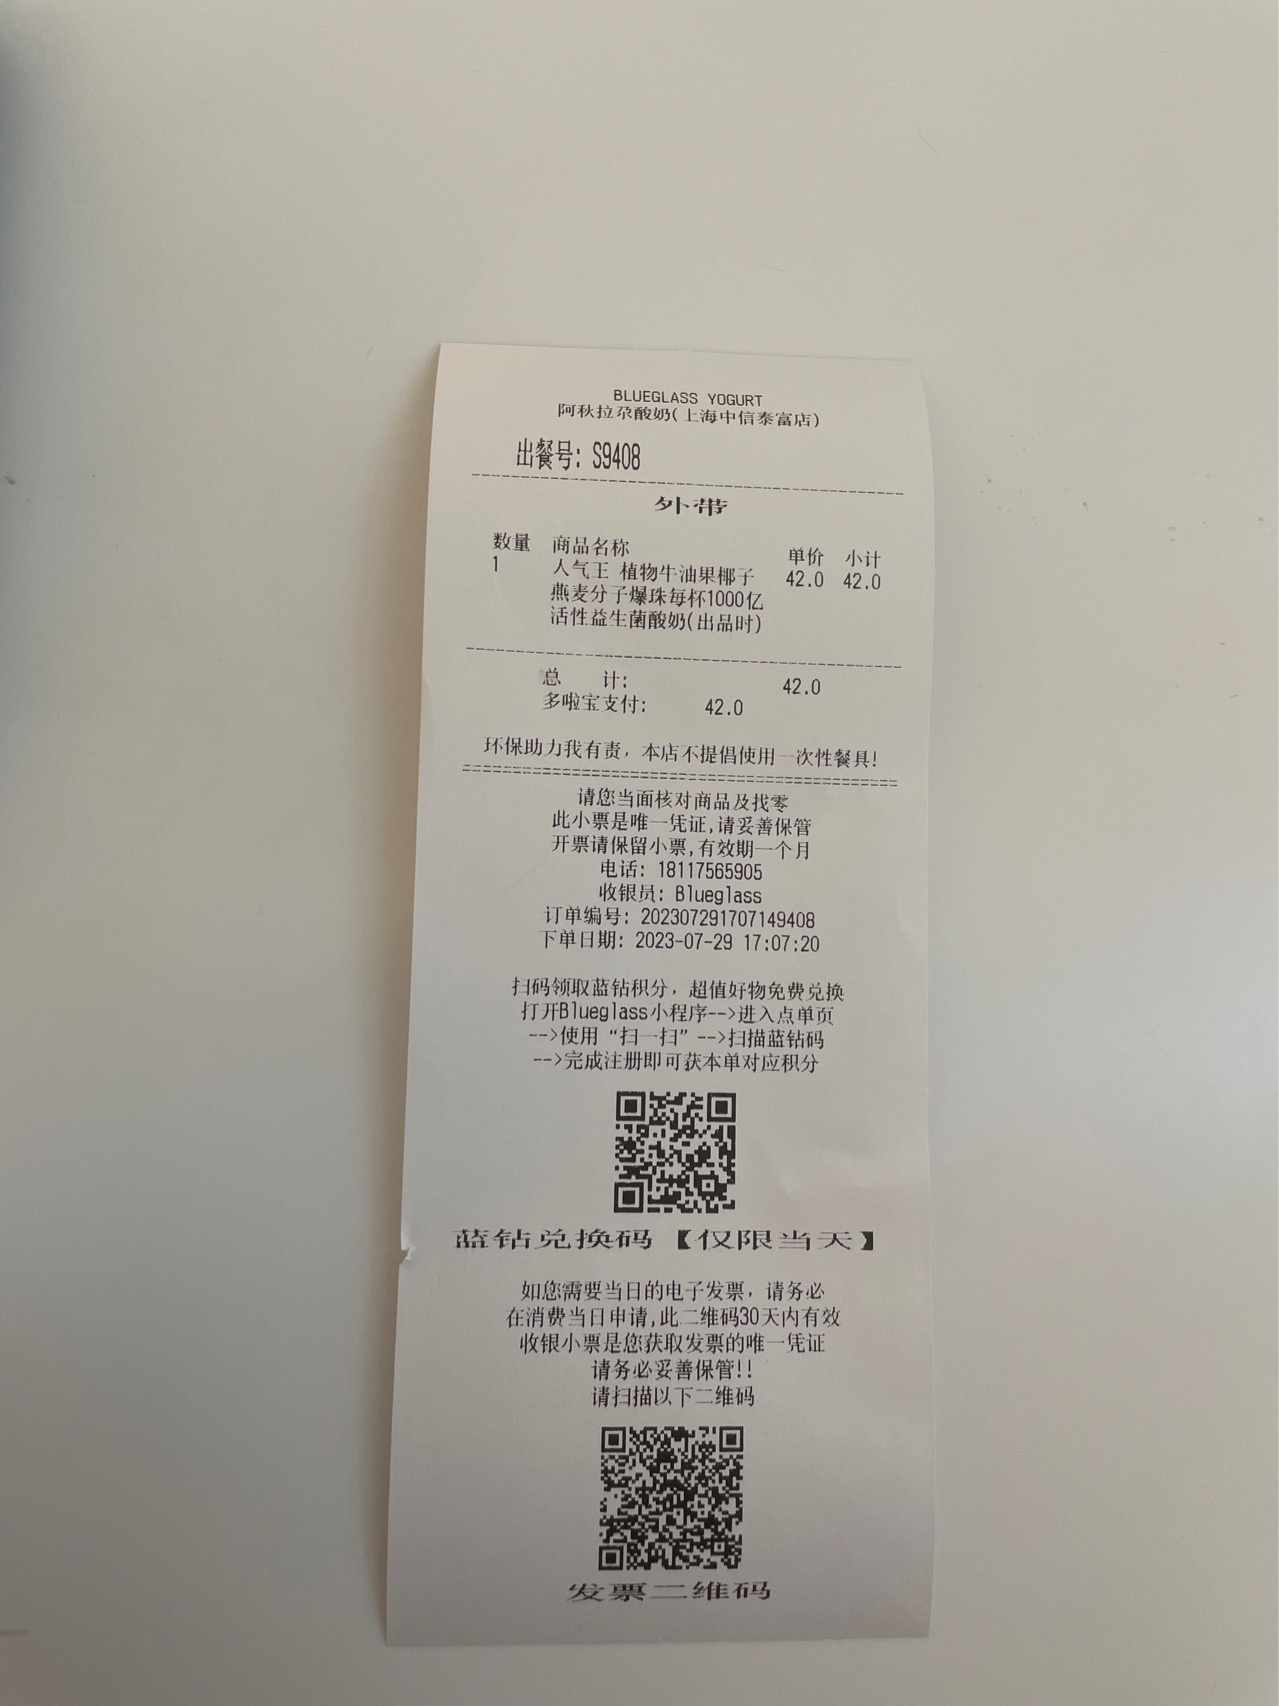 BLUEGLASS YOGURT
阿秋拉尕酸奶(上海中信泰富店)
出餐号: S9408
外带
数量 商品名称 单价 小计
1 人气王 植物牛油果椰子 42.0 42.0
燕麦分子爆珠每杯1000亿
活性益生菌酸奶(出品时)
总 计: 42.0
多啦宝支付: 42.0
环保助力我有责，本店不提倡使用一次性餐具!
请您当面核对商品及找零
此小票是唯一凭证,请妥善保管
开票请保留小票,有效期一个月
电话: 18117565905
收银员: Blueglass
订单编号: 202307291707149408
下单日期: 2023-07-29 17:07:20
扫码领取蓝钻积分，超值好物免费兑换
打开Blueglass小程序-->进入点单页
-->使用“扫一扫”-->扫描蓝钻码
-->完成注册即可获本单对应积分
蓝钻兑换码【仅限当天】
如您需要当日的电子发票，请务必
在消费当日申请,此二维码30天内有效
收银小票是您获取发票的唯一凭证
请务必妥善保管!!
请扫描以下二维码
发票二维码